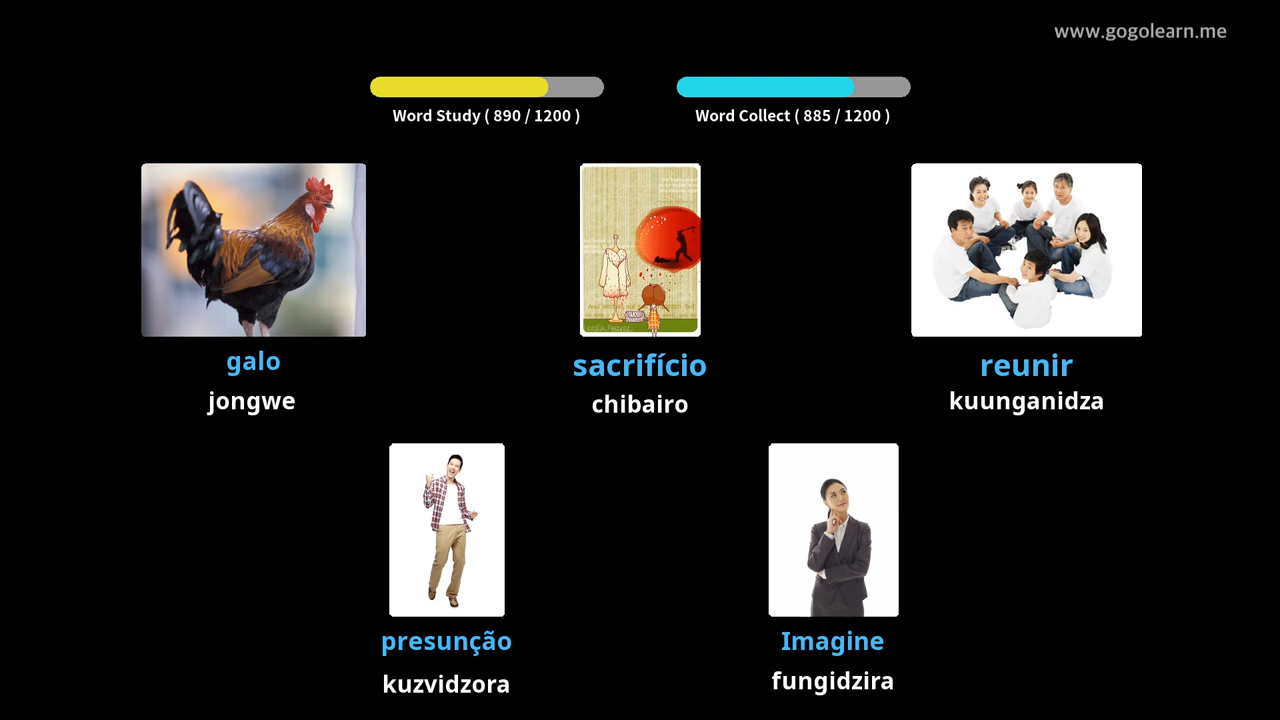 www.gogolearn.me
Word Study ( 890 / 1200 )
Word Collect ( 885 / 1200 )
galo
jongwe
sacrifício
chibairo
reunir
kuunganidza
presunção
kuzvidzora
Imagine
fungidzira